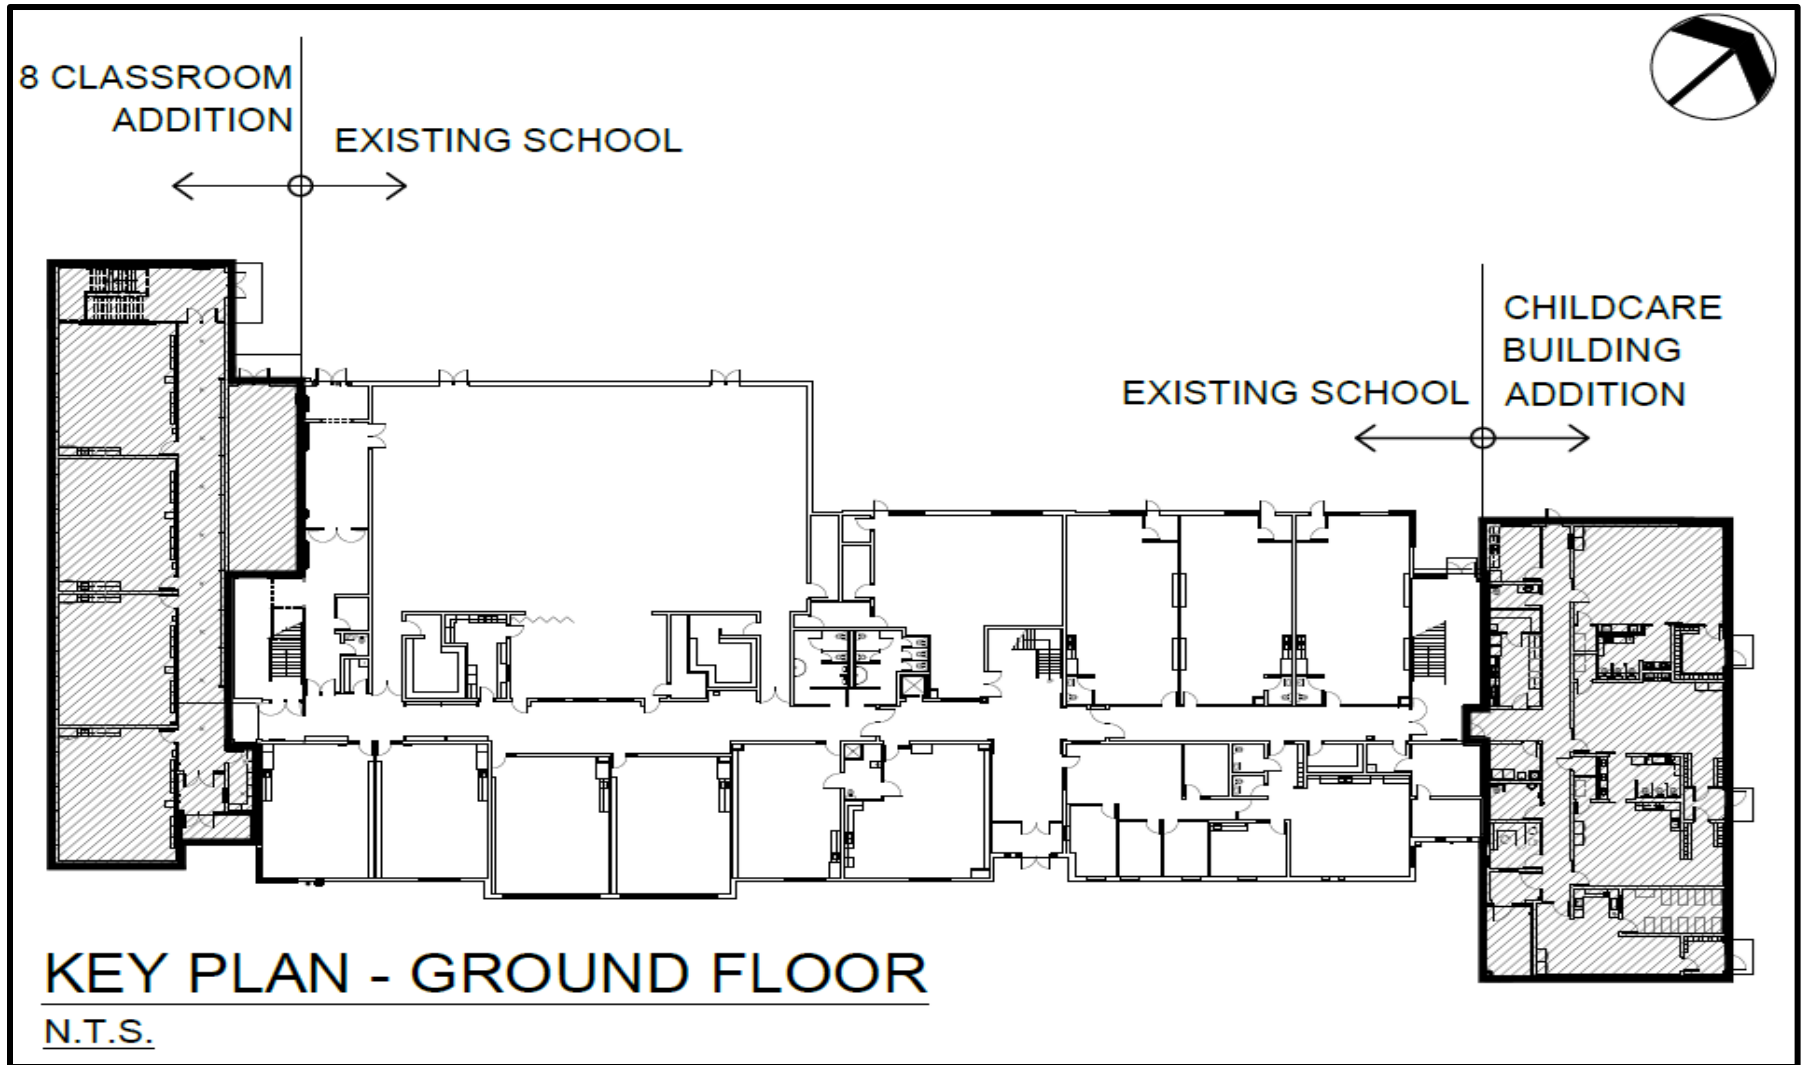 8 CLASSROOM
ADDITION
EXISTING SCHOOL
CHILDCARE
BUILDING
EXISTING SCHOOL
ADDITION
KEY PLAN - GROUND FLOOR
N.T.S.